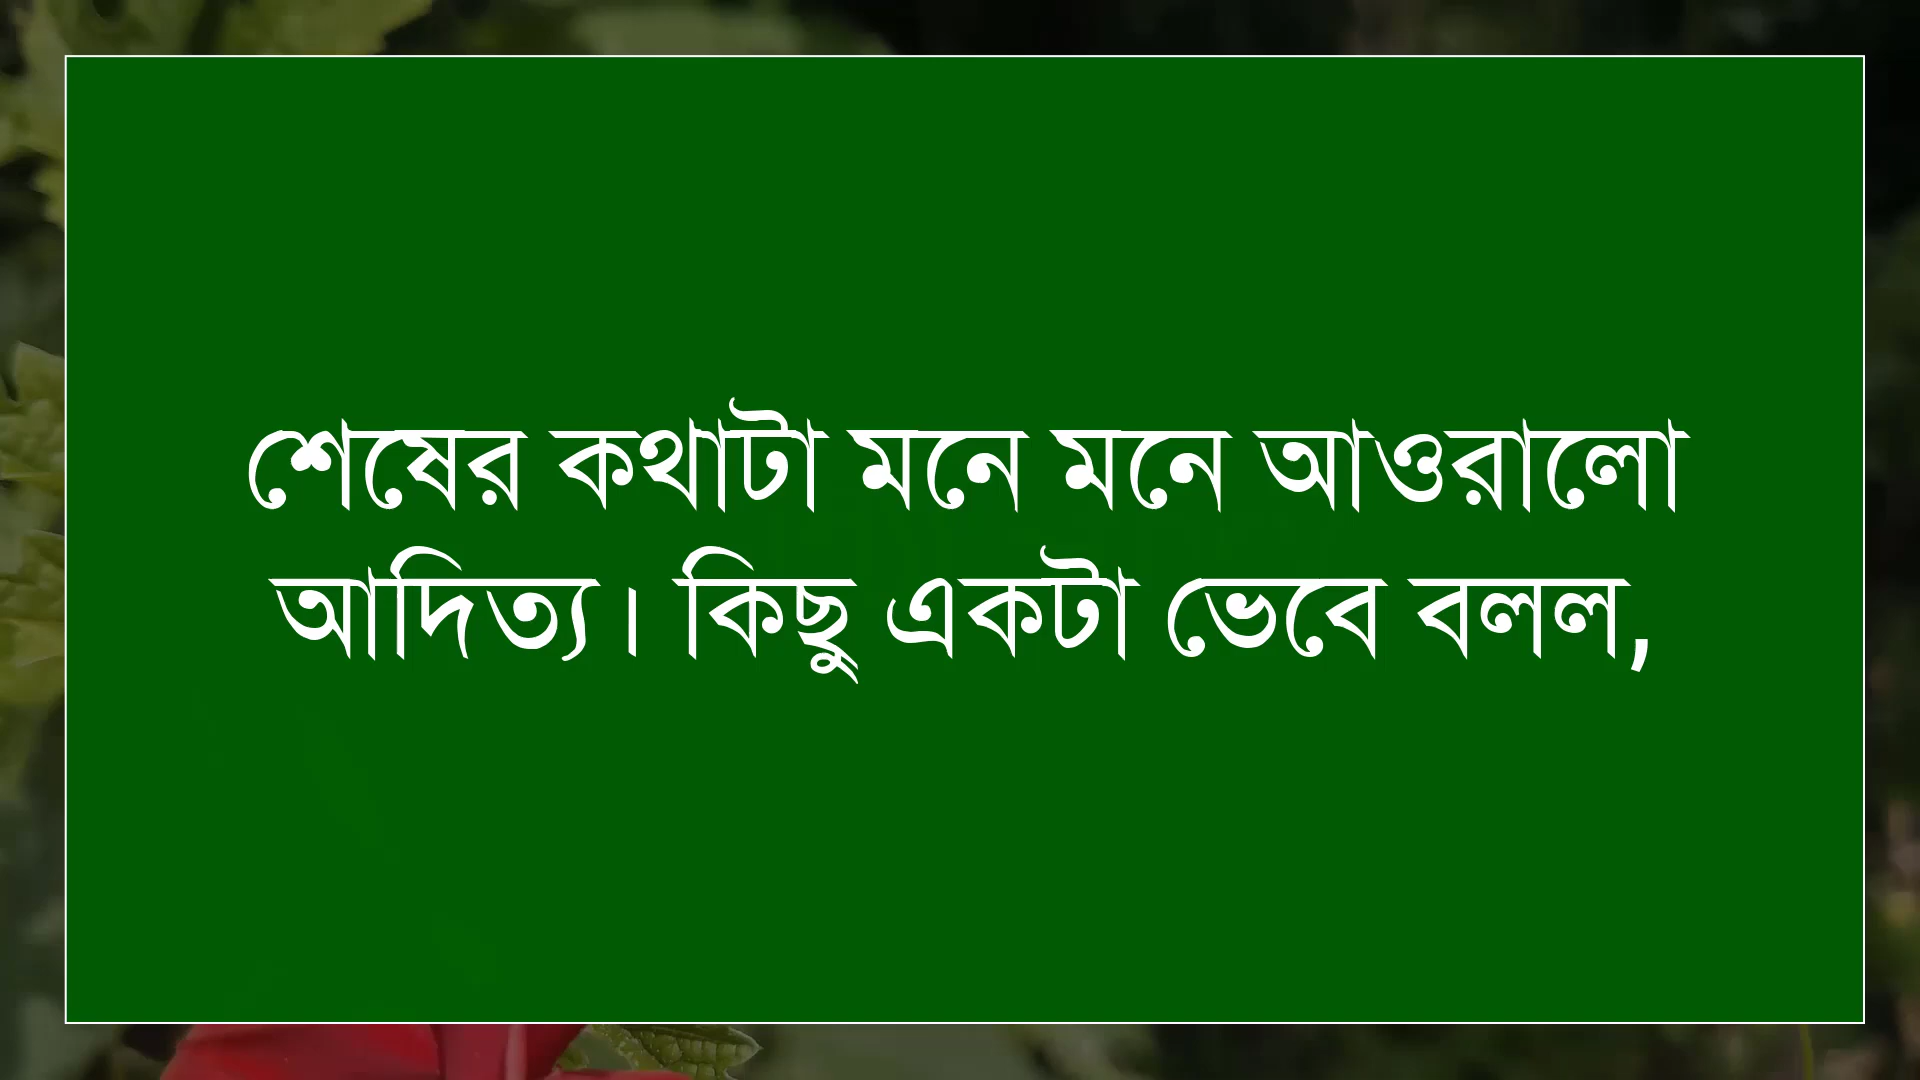 শেষের কথাটা মনে মনে আওরালো
আদিত্য। কিছু একটা ভেবে বলল,